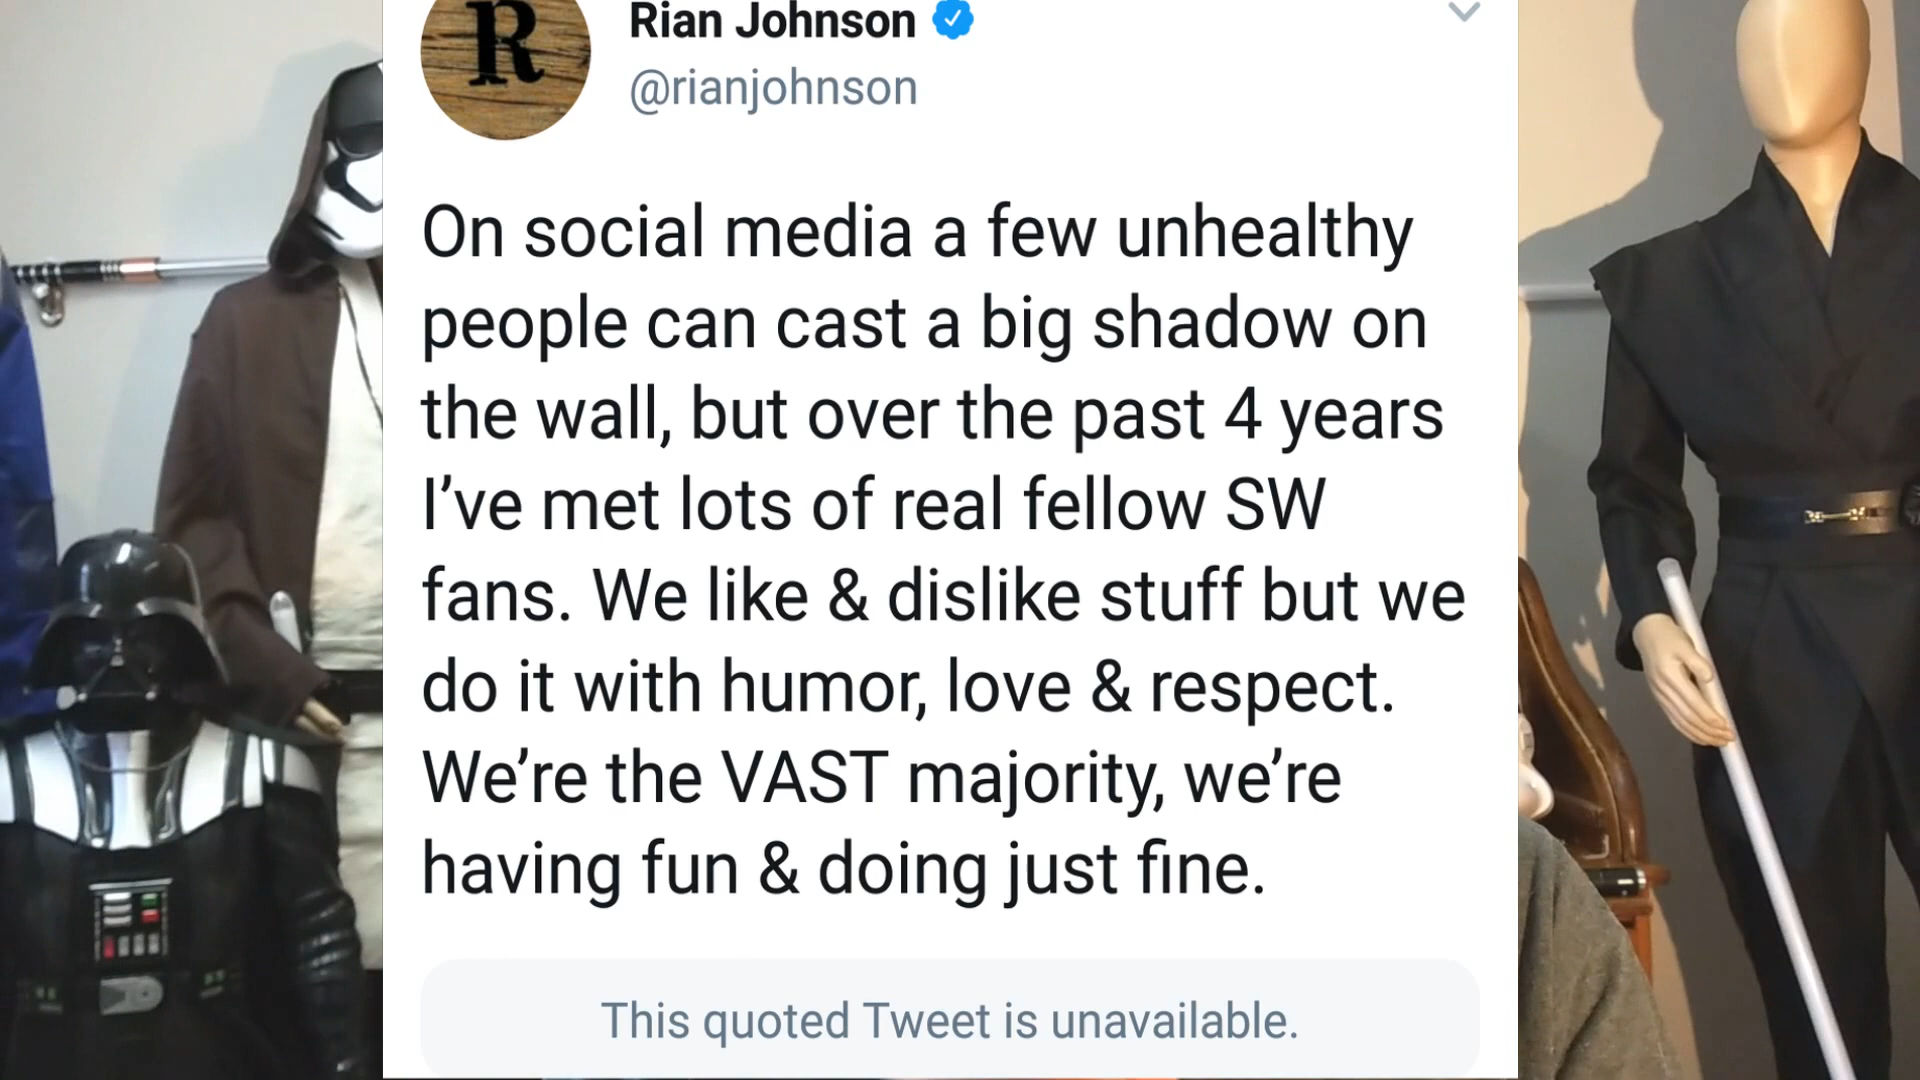 R
Rian Johnson
@rianjohnson
On social media a few unhealthy
people can cast a big shadow on
the wall, but over the past 4 years
I’ve met lots of real fellow SW
fans. We like & dislike stuff but we
do it with humor, love & respect.
We’re the VAST majority, we’re
having fun & doing just fine.
This quoted Tweet is unavailable.